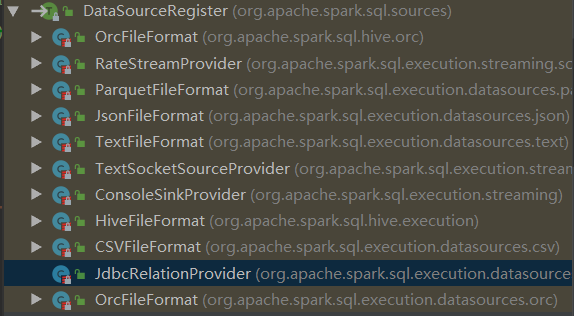 DataSourceRegister (org.apache.spark.sql.sources)
OrcFileFormat (org.apache.spark.sql.hive.orc)
RateStreamProvider (org.apache.spark.sql.execution.streaming.sc
ParquetFileFormat (org.apache.spark.sql.execution.datasources.pa
JsonFileFormat (org.apache.spark.sql.execution.datasources.json)
TextFileFormat (org.apache.spark.sql.execution.datasources.text)
TextSocketSourceProvider (org.apache.spark.sql.execution.stream
ConsoleSinkProvider (org.apache.spark.sql.execution.streaming)
HiveFileFormat (org.apache.spark.sql.hive.execution)
CSVFileFormat (org.apache.spark.sql.execution.datasources.csv)
JdbcRelationProvider (org.apache.spark.sql.execution.datasource
OrcFileFormat (org.apache.spark.sql.execution.datasources.orc)